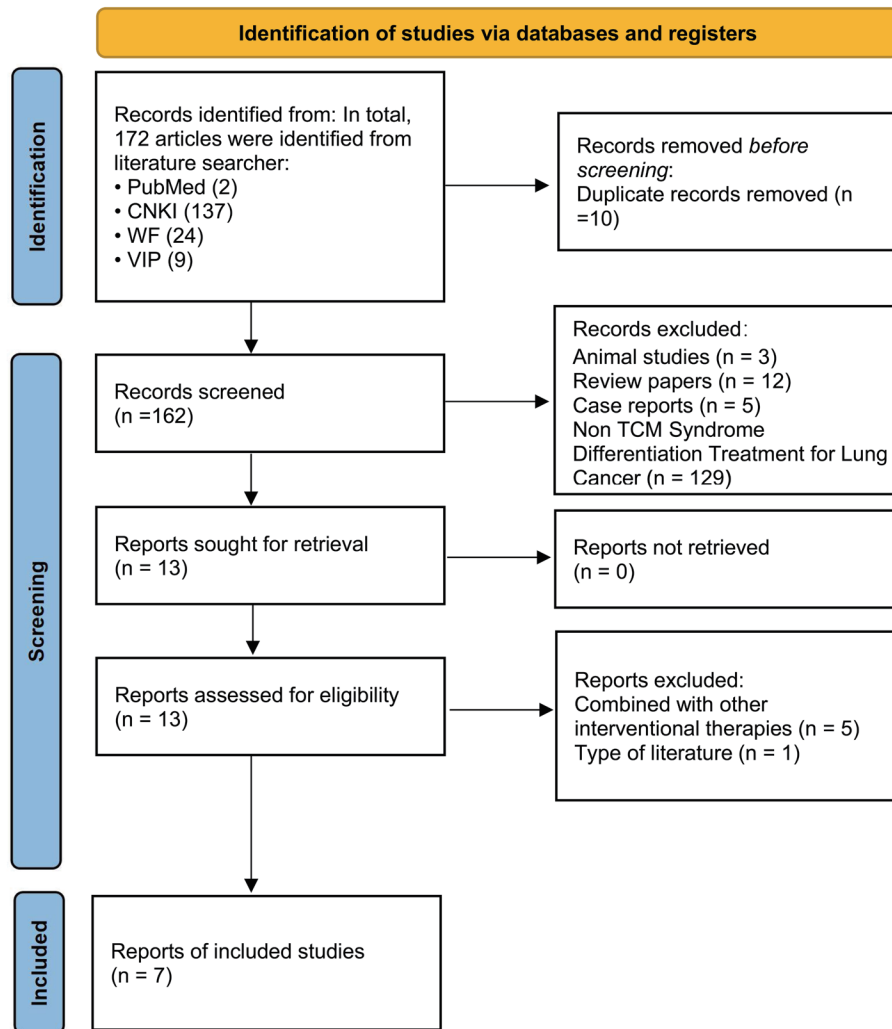 Identification of studies via databases and registers
Identification
Records identified from: In total,
172 articles were identified from
literature searcher:
• PubMed (2)
• CNKI (137)
• WF (24)
• VIP (9)
Records removed before
screening:
Duplicate records removed (n
=10)
Screening
Records screened
(n =162)
Records excluded:
Animal studies (n = 3)
Review papers (n = 12)
Case reports (n = 5)
Non TCM Syndrome
Differentiation Treatment for Lung
Cancer (n = 129)
Reports sought for retrieval
(n = 13)
Reports not retrieved
(n = 0)
Reports assessed for eligibility
(n = 13)
Reports excluded:
Combined with other
interventional therapies (n = 5)
Type of literature (n = 1)
Included
Reports of included studies
(n = 7)